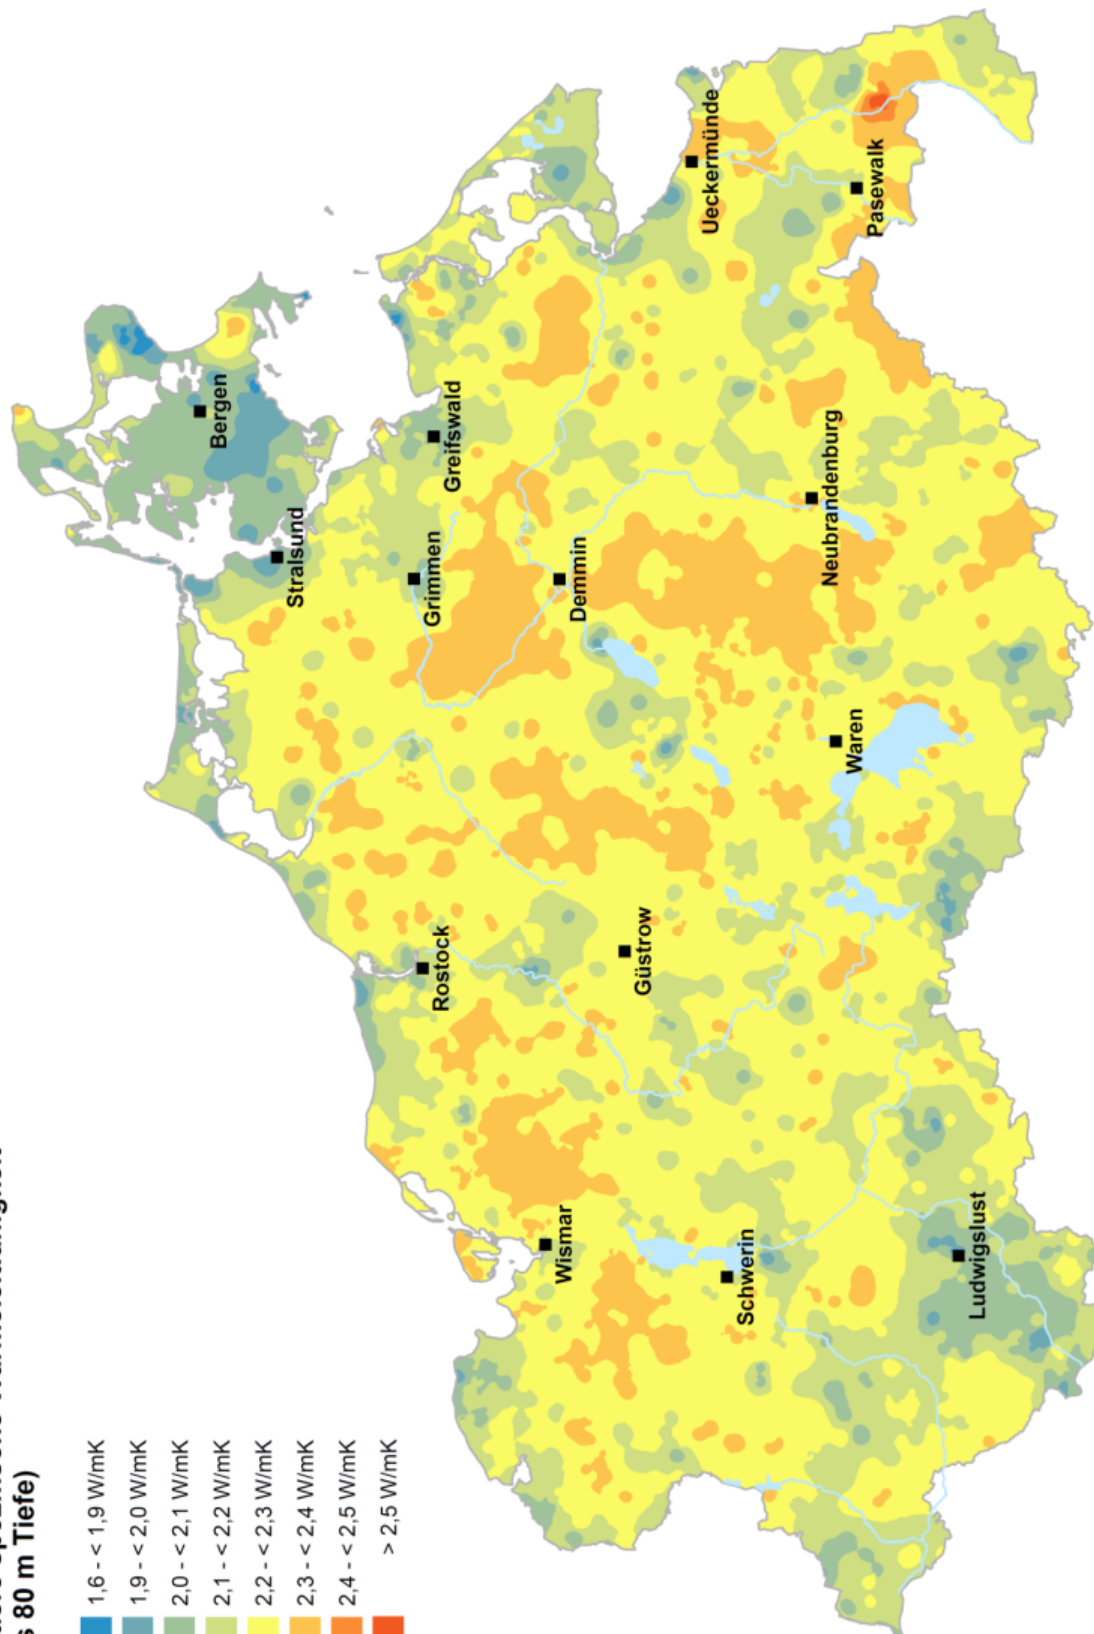 spezifische Wärmeleitfähigkeit
80 m Tiefe)
1,6 - < 1,9 W/mK
1,9 - < 2,0 W/mK
2,0 - < 2,1 W/mK
2,1 - < 2,2 W/mK
2,2 - < 2,3 W/mK
2,3 - < 2,4 W/mK
2,4 - < 2,5 W/mK
> 2,5 W/mK
Bergen
Stralsund
Greifswald
Grimmen
Rostock
Demmin
Wismar
Güstrow
Ueckermünde
Schwerin
Neubrandenburg
Waren
Pasewalk
Ludwigslust